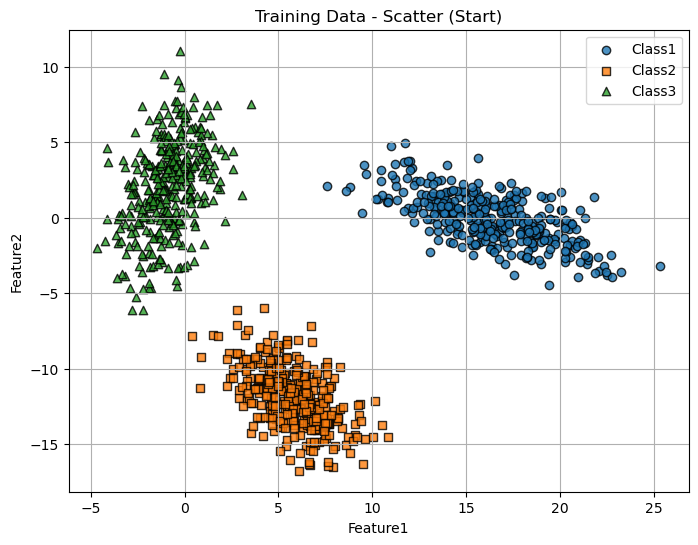 Training Data - Scatter (Start)
Class1
Class2
Class3
10
5
0
−5
−10
−15
Feature2
−5
0
5
10
15
20
25
Feature1